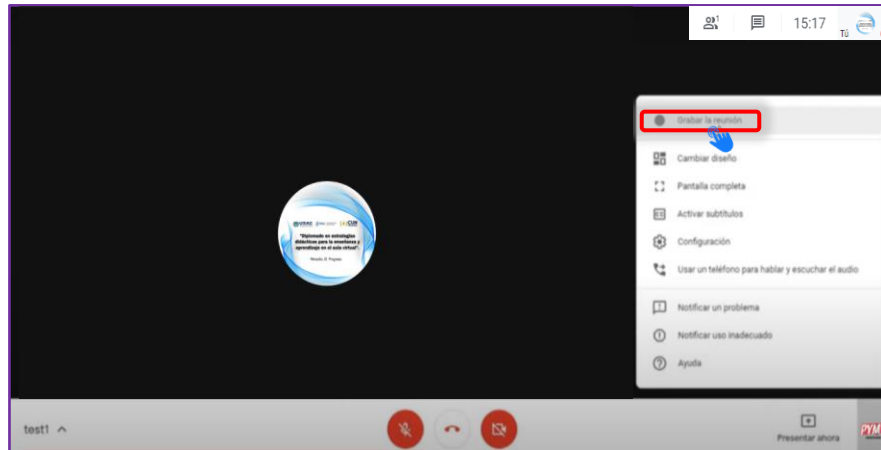 1
15:17
Tú
Grabar la reunión
Cambiar diseño
Pantalla completa
Activar subtítulos
Configuración
Usar un teléfono para hablar y escuchar el audio
Notificar un problema
Notificar uso inadecuado
Ayuda
"Diplomado en estrategias
didácticas para la enseñanza y
aprendizaje en el aula virtual".
test1
Presentar ahora
PYM